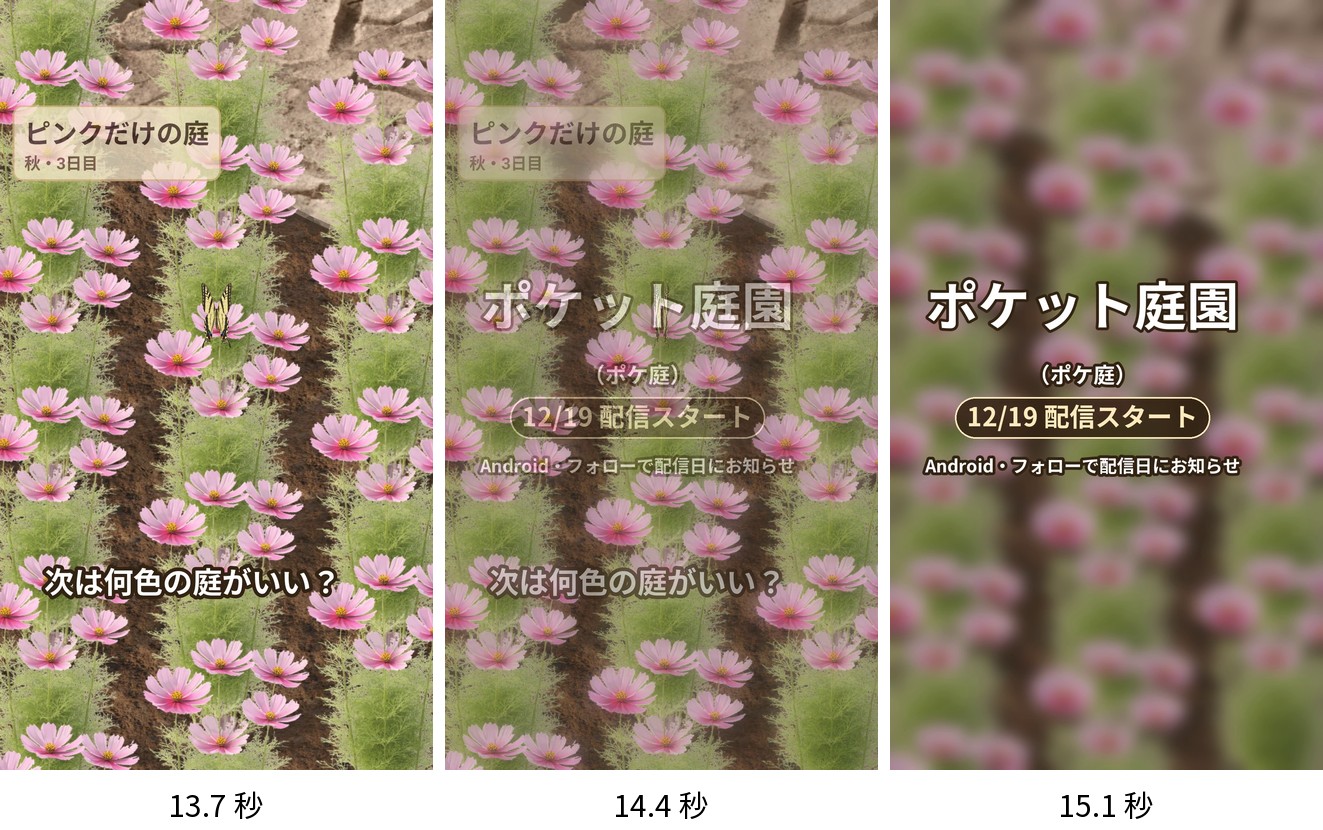 ピンクだけの庭
秋・3日目
次は何色の庭がいい？
13.7 秒
ピンクだけの庭
秋・3日目
ポケット庭園
（ポケ庭）
12/19 配信スタート
Android・フォローで配信日にお知らせ
次は何色の庭がいい？
14.4 秒
ポケット庭園
（ポケ庭）
12/19 配信スタート
Android・フォローで配信日にお知らせ
15.1 秒